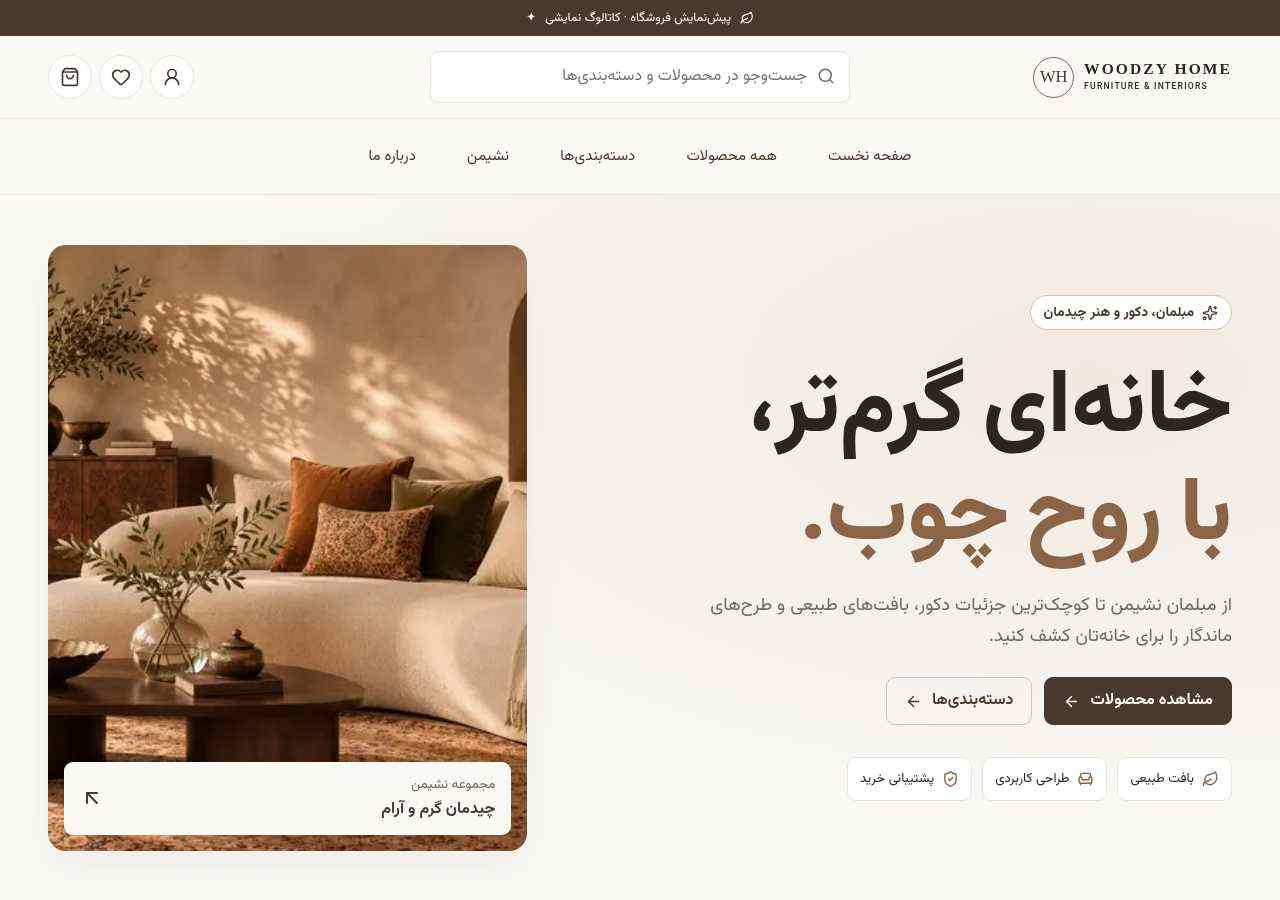 پیش‌نمایش فروشگاه · کاتالوگ نمایشی ✦
WH
WOODZY HOME
FURNITURE & INTERIORS
جست‌وجو در محصولات و دسته‌بندی‌ها
صفحه نخست
همه محصولات
دسته‌بندی‌ها
نشیمن
درباره ما
مبلمان، دکور و هنر چیدمان
خانه‌ای گرم‌تر،
با روح چوب.
از مبلمان نشیمن تا کوچک‌ترین جزئیات دکور، بافت‌های طبیعی و طرح‌های
ماندگار را برای خانه‌تان کشف کنید.
مشاهده محصولات
دسته‌بندی‌ها
بافت طبیعی
طراحی کاربردی
پشتیبانی خرید
مجموعه نشیمن
چیدمان گرم و آرام